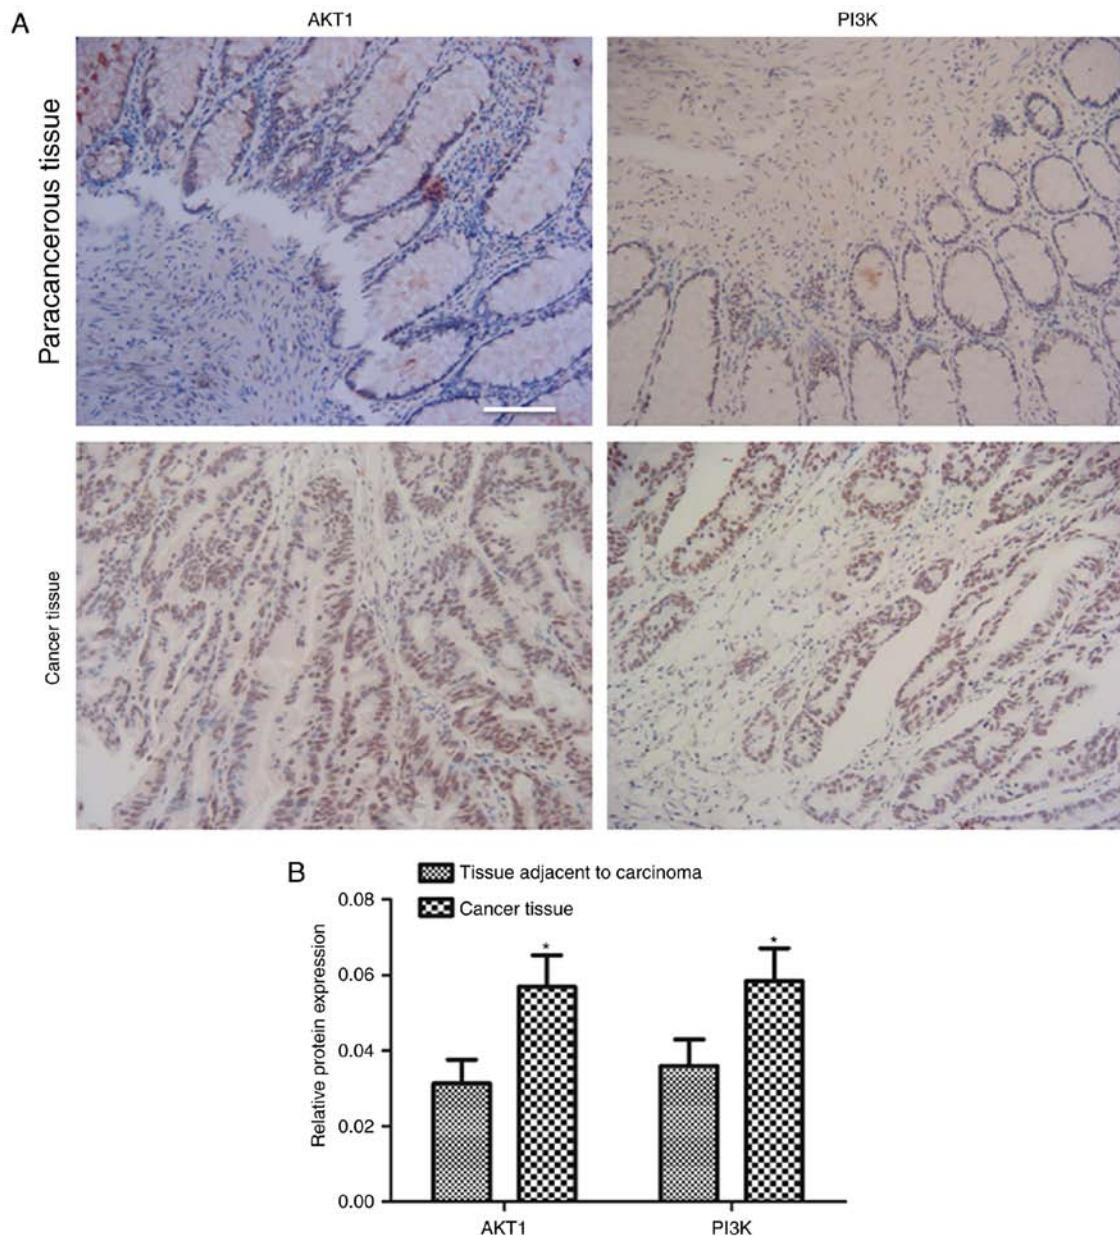 A
AKT1
PI3K
Paracancerous tissue
Cancer tissue
B
Tissue adjacent to carcinoma
Cancer tissue
Relative protein expression
0.08
0.06
0.04
0.02
0.00
*
*
AKT1
PI3K